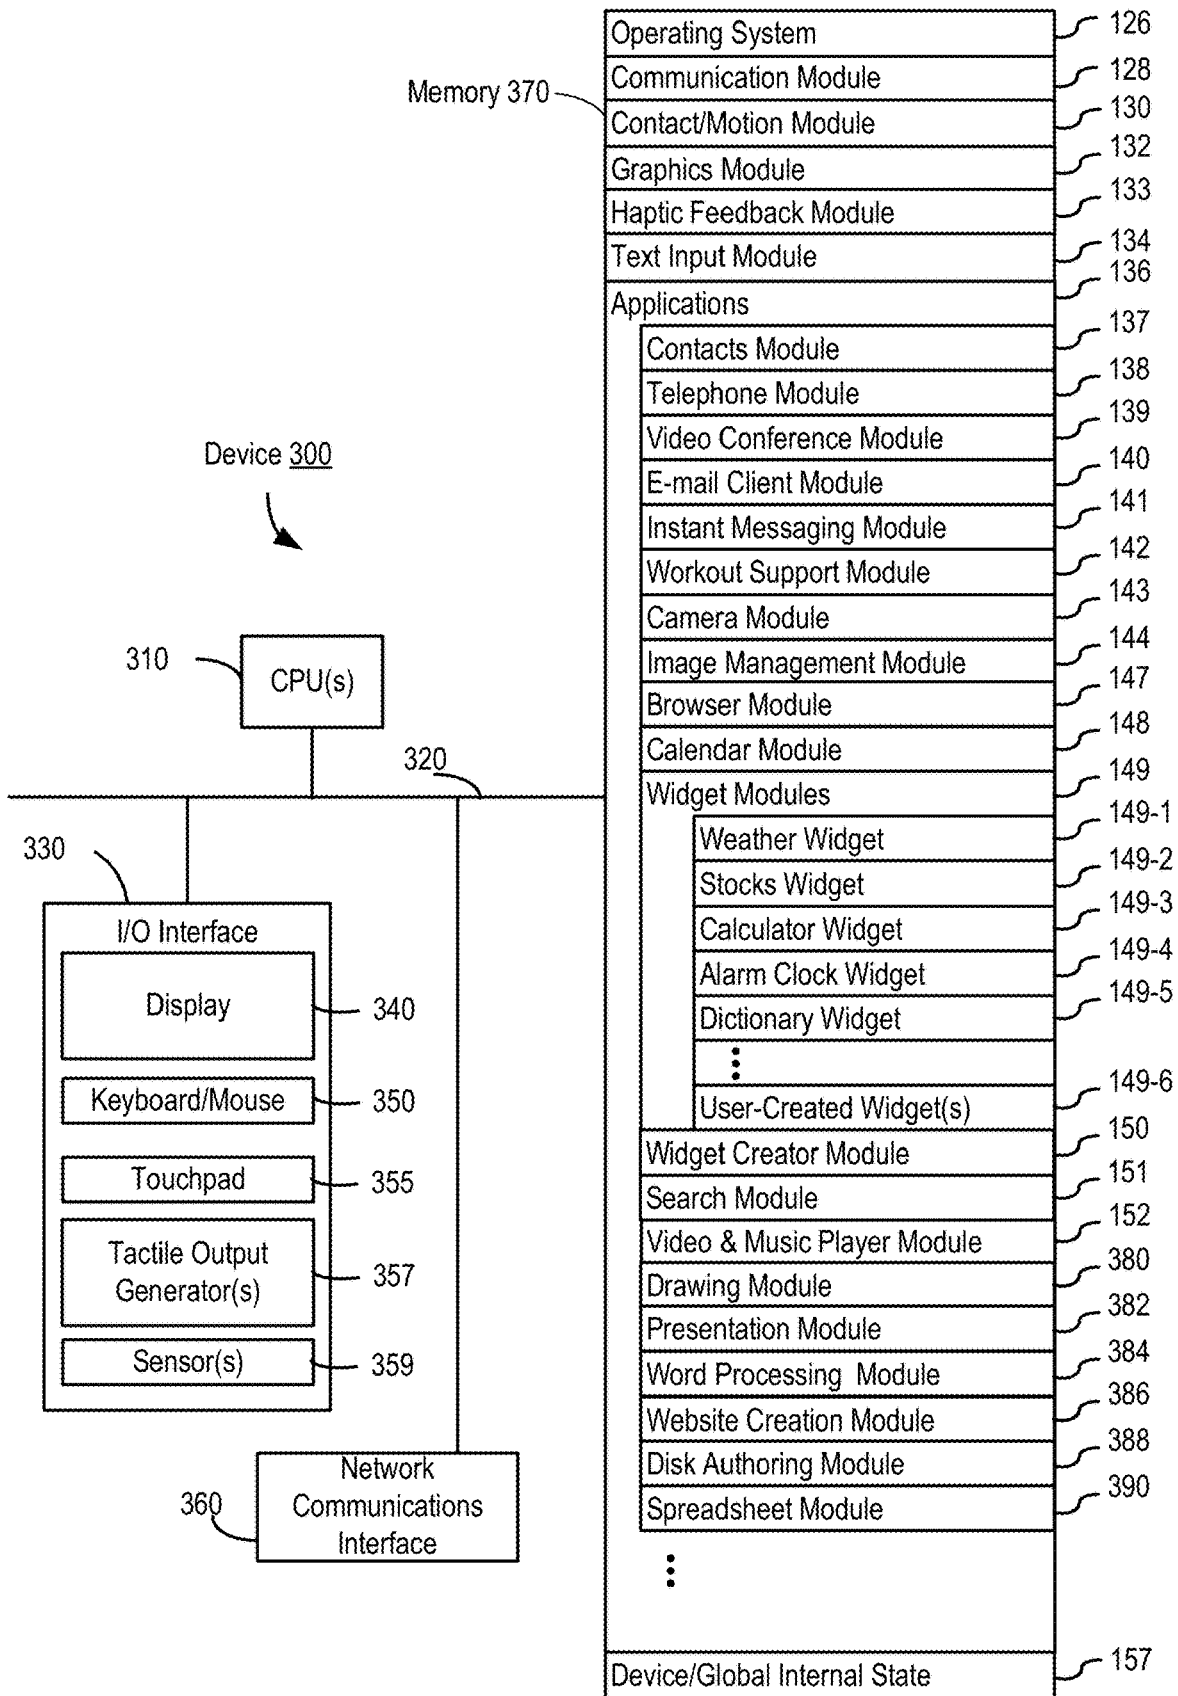 Device 300
310
CPU(s)
320
330
I/O Interface
Display
340
Keyboard/Mouse
350
Touchpad
355
Tactile Output
Generator(s)
357
Sensor(s)
359
360
Network
Communications
Interface
Memory 370
Operating System
126
Communication Module
128
Contact/Motion Module
130
Graphics Module
132
Haptic Feedback Module
133
Text Input Module
134
Applications
136
Contacts Module
137
Telephone Module
138
Video Conference Module
139
E-mail Client Module
140
Instant Messaging Module
141
Workout Support Module
142
Camera Module
143
Image Management Module
144
Browser Module
147
Calendar Module
148
Widget Modules
149
Weather Widget
149-1
Stocks Widget
149-2
Calculator Widget
149-3
Alarm Clock Widget
149-4
Dictionary Widget
149-5
User-Created Widget(s)
149-6
Widget Creator Module
150
Search Module
151
Video & Music Player Module
152
Drawing Module
380
Presentation Module
382
Word Processing Module
384
Website Creation Module
386
Disk Authoring Module
388
Spreadsheet Module
390
Device/Global Internal State
157